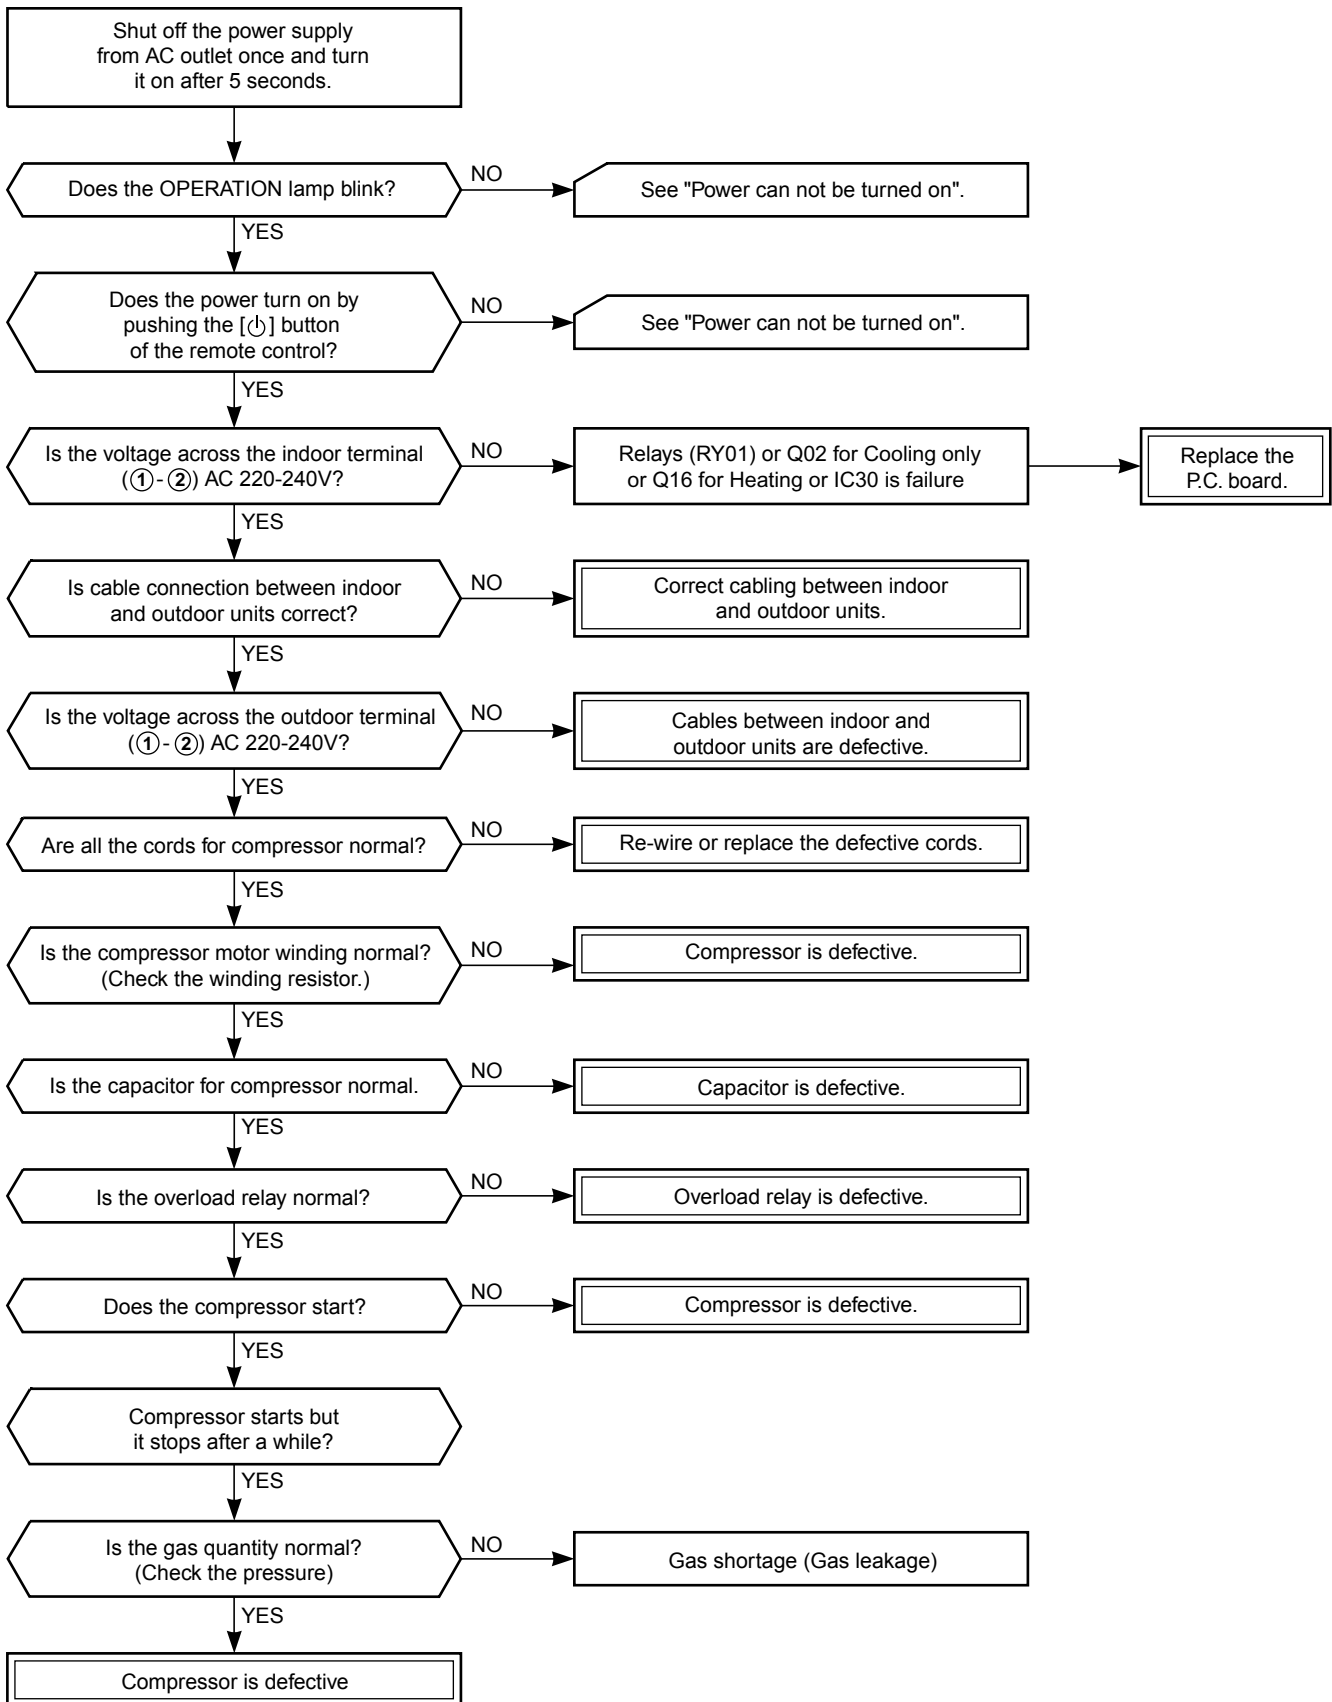 Shut off the power supply
from AC outlet once and turn
it on after 5 seconds.
Does the OPERATION lamp blink?
NO
See "Power can not be turned on".
YES
Does the power turn on by
pushing the [⏻] button
of the remote control?
NO
See "Power can not be turned on".
YES
Is the voltage across the indoor terminal
(①-②) AC 220-240V?
NO
Relays (RY01) or Q02 for Cooling only
or Q16 for Heating or IC30 is failure
Replace the
P.C. board.
YES
Is cable connection between indoor
and outdoor units correct?
NO
Correct cabling between indoor
and outdoor units.
YES
Is the voltage across the outdoor terminal
(①-②) AC 220-240V?
NO
Cables between indoor and
outdoor units are defective.
YES
Are all the cords for compressor normal?
NO
Re-wire or replace the defective cords.
YES
Is the compressor motor winding normal?
(Check the winding resistor.)
NO
Compressor is defective.
YES
Is the capacitor for compressor normal.
NO
Capacitor is defective.
YES
Is the overload relay normal?
NO
Overload relay is defective.
YES
Does the compressor start?
NO
Compressor is defective.
YES
Compressor starts but
it stops after a while?
YES
Is the gas quantity normal?
(Check the pressure)
NO
Gas shortage (Gas leakage)
YES
Compressor is defective